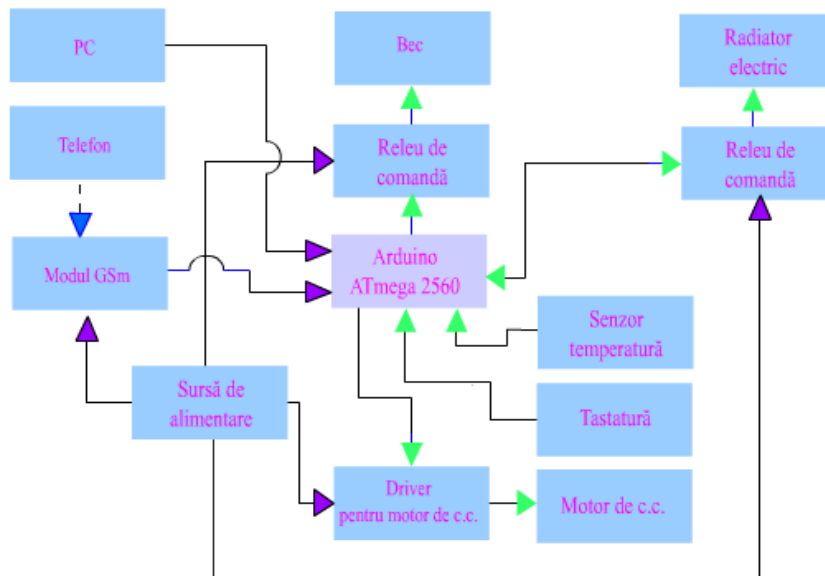 PC
Bec
Radiator
electric
Telefon
Releu de
comandă
Releu de
comandă
Modul GSm
Arduino
ATmega 2560
Senzor
temperatură
Sursă de
alimentare
Tastatură
Driver
pentru motor de c.c.
Motor de c.c.